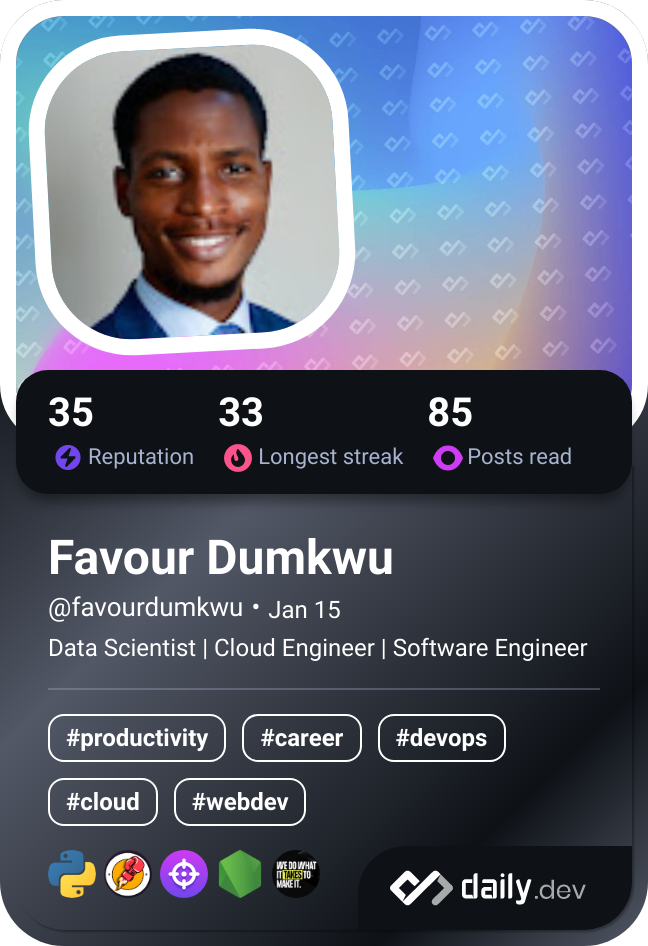 35 33 85
Reputation Longest streak Posts read
Favour Dumkwu
@favourdumkwu • Jan 15
Data Scientist | Cloud Engineer | Software Engineer
#productivity #career #devops
#cloud #webdev
WE DO WHAT
IT TAKES TO
MAKE IT.
daily.dev